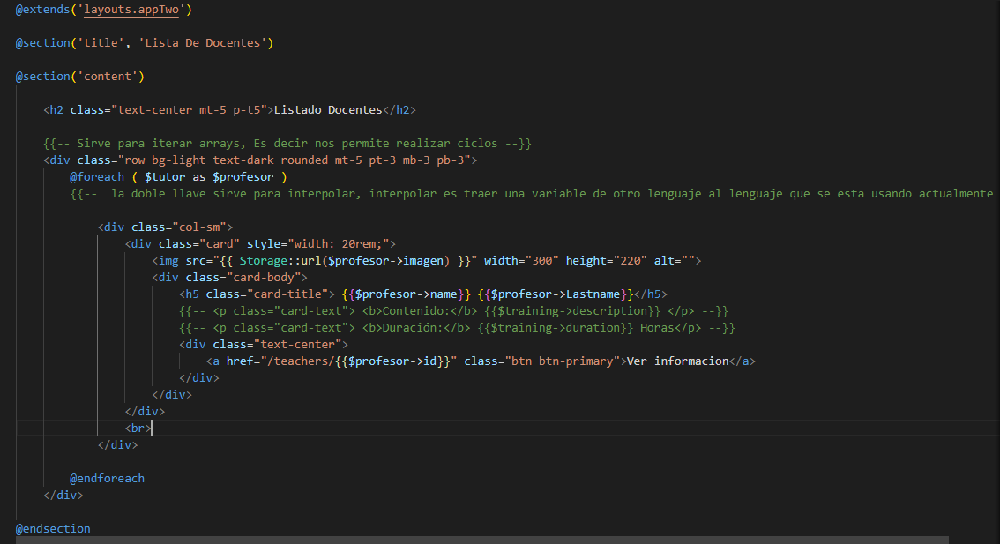 @extends('layouts.appTwo')
@section('title', 'Lista De Docentes')
@section('content')
<h2 class="text-center mt-5 p-t5">Listado Docentes</h2>
{{-- Sirve para iterar arrays, Es decir nos permite realizar ciclos --}}
<div class="row bg-light text-dark rounded mt-5 pt-3 mb-3 pb-3">
@foreach ( $tutor as $profesor )
{{--  la doble llave sirve para interpolar, interpolar es traer una variable de otro lenguaje al lenguaje que se esta usando actualmente
<div class="col-sm">
<div class="card" style="width: 20rem;">
<img src="{{ Storage::url($profesor->imagen) }}" width="300" height="220" alt="">
<div class="card-body">
<h5 class="card-title"> {{$profesor->name}} {{$profesor->Lastname}}</h5>
{{-- <p class="card-text"> <b>Contenido:</b> {{$training->description}} </p> --}}
{{-- <p class="card-text"> <b>Duración:</b> {{$training->duration}} Horas</p> --}}
<div class="text-center">
<a href="/teachers/{{$profesor->id}}" class="btn btn-primary">Ver informacion</a>
</div>
</div>
</div>
<br>
</div>
@endforeach
</div>
@endsection